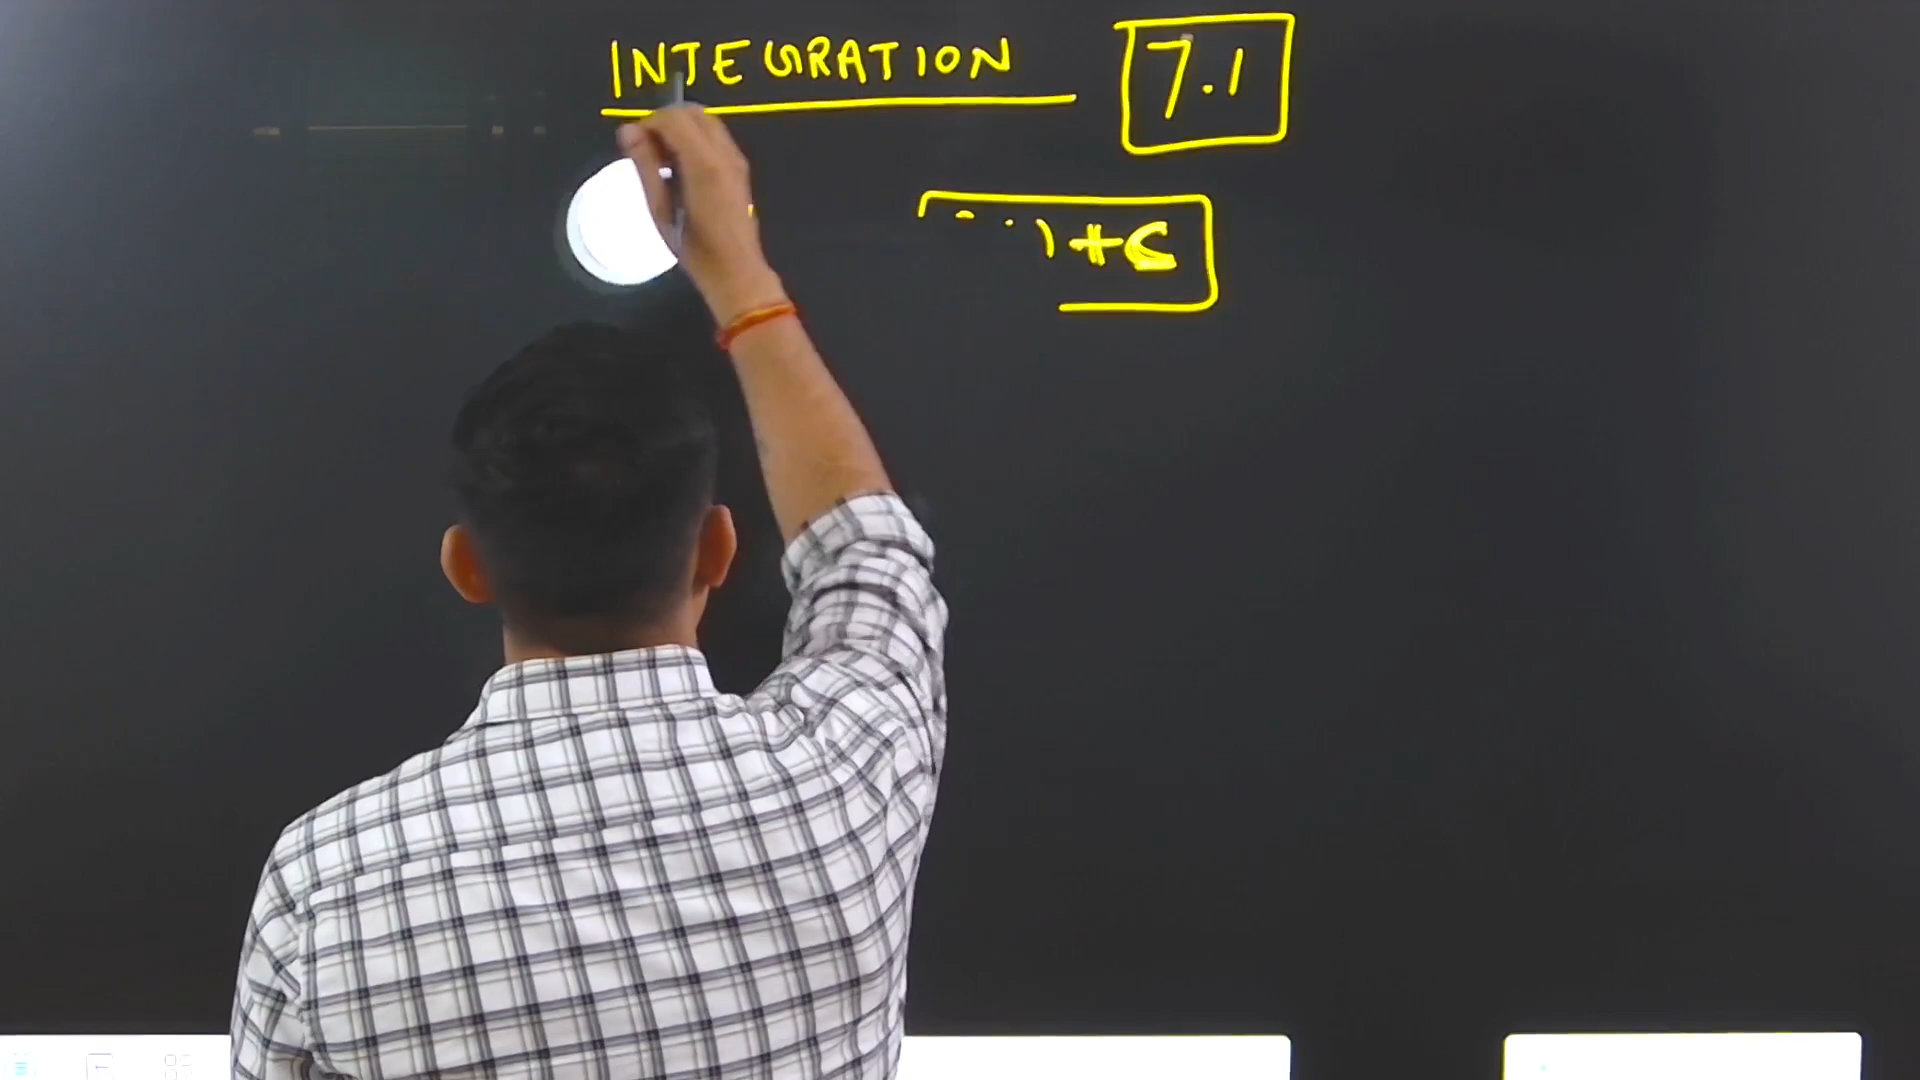 INTEGRATION 7.1
) + C